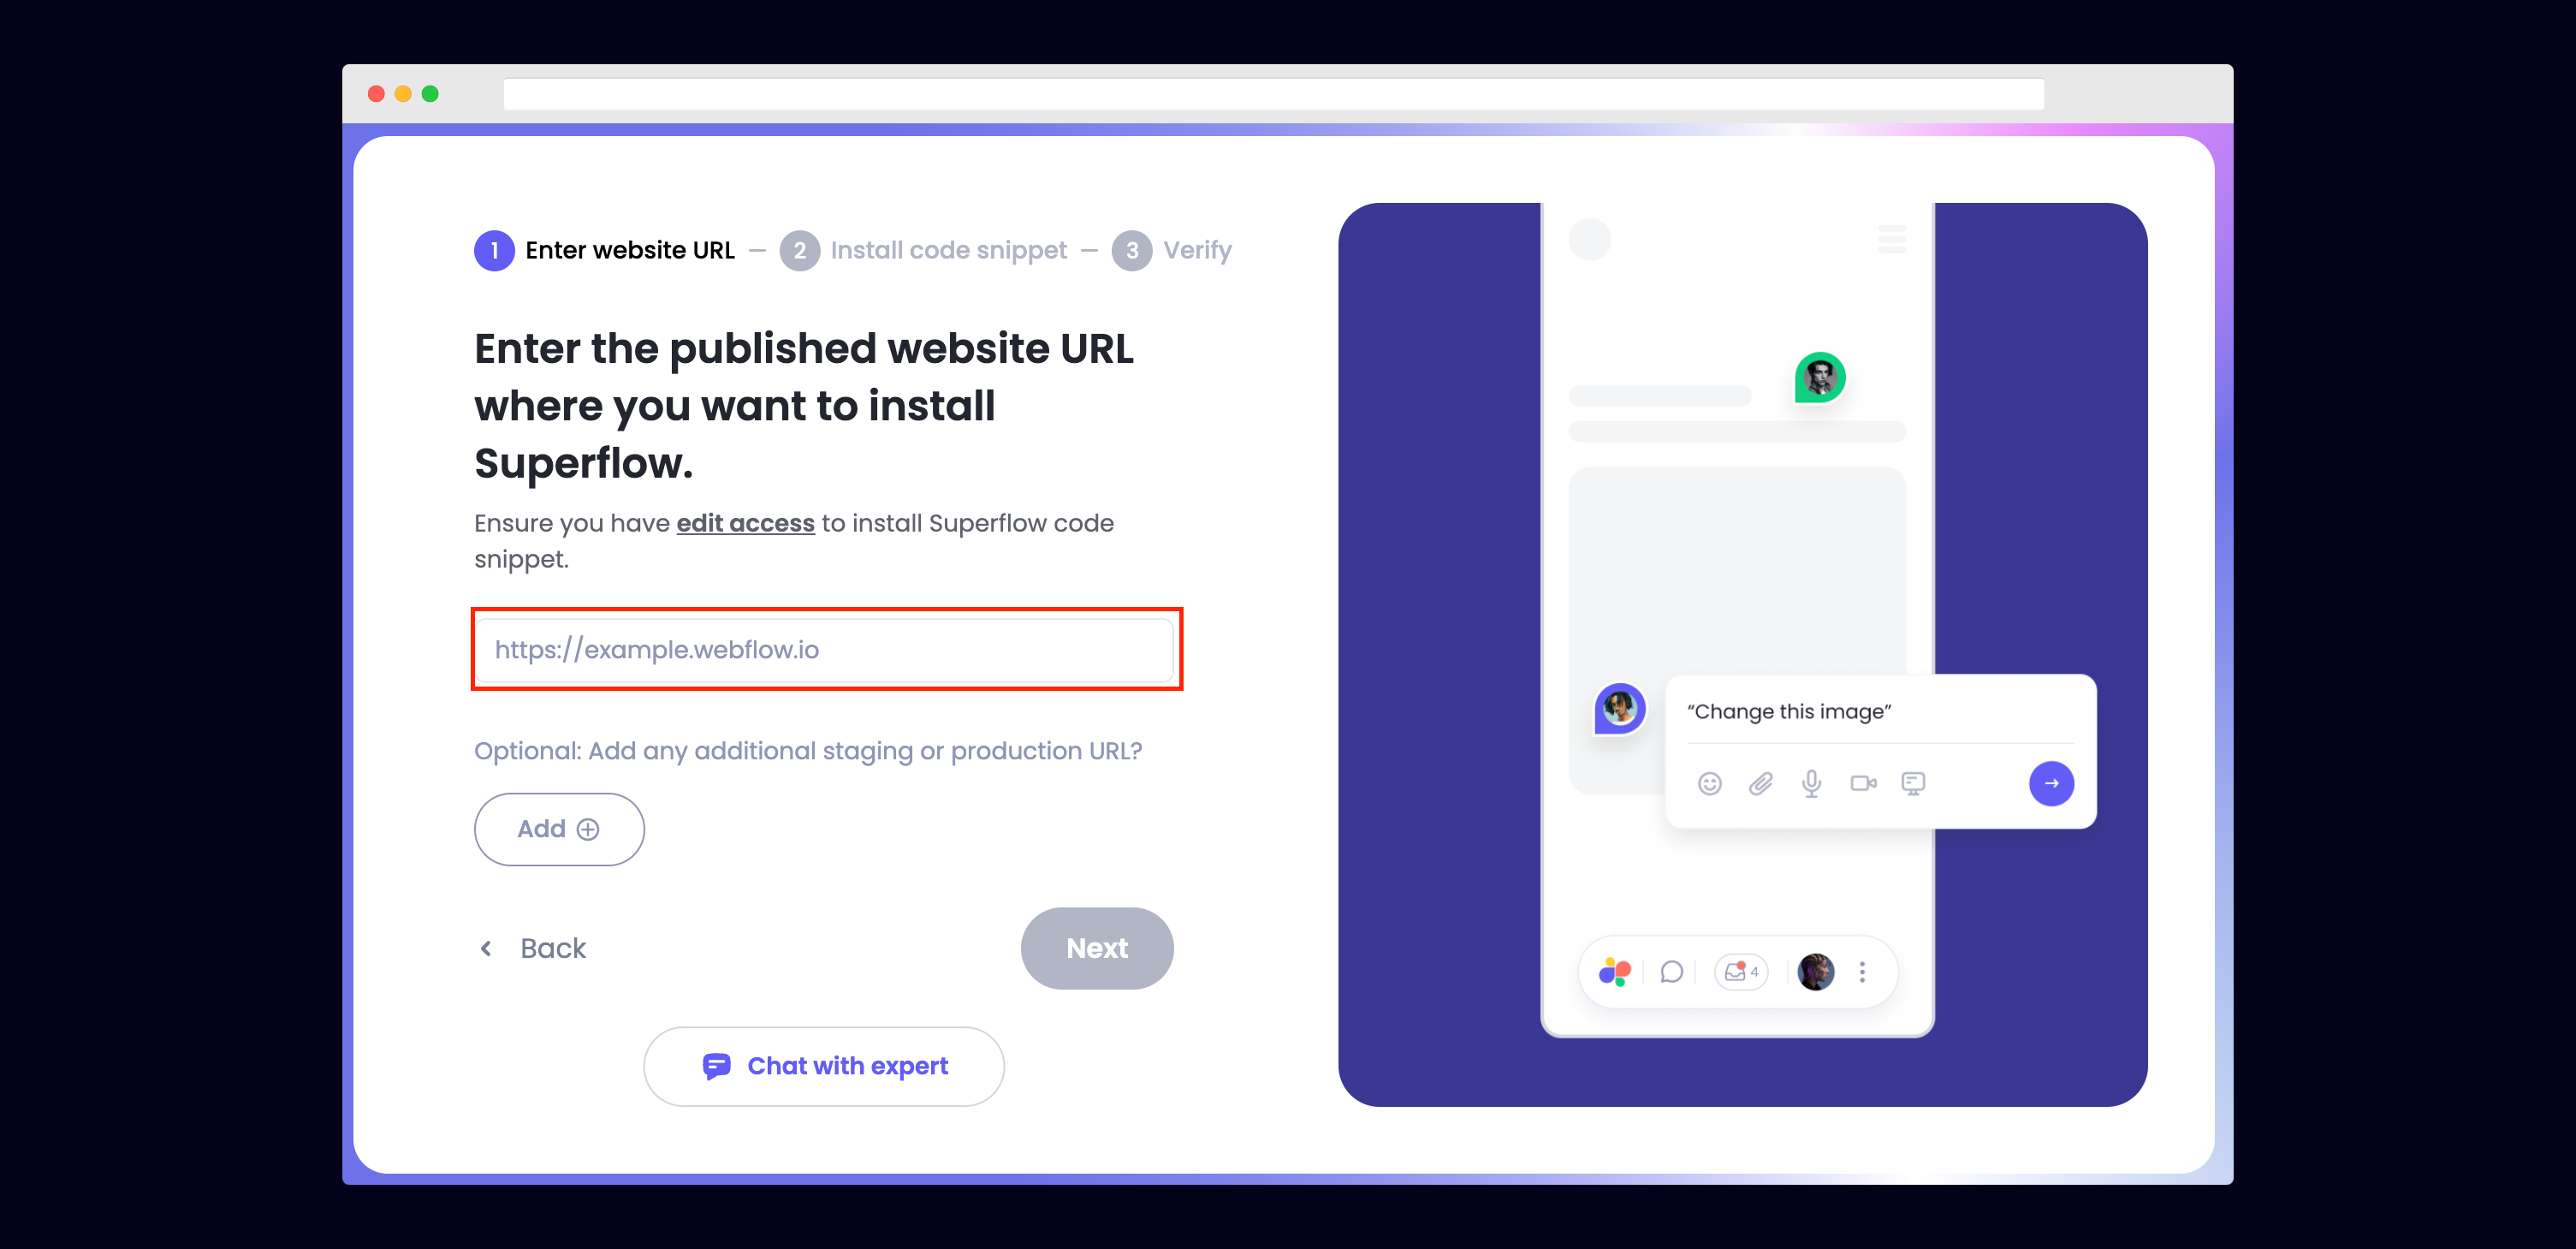 1 Enter website URL — 2 Install code snippet — 3 Verify
Enter the published website URL
where you want to install
Superflow.
Ensure you have edit access to install Superflow code
snippet.
https://example.webflow.io
Optional: Add any additional staging or production URL?
Add
Back
Next
Chat with expert
“Change this image”
4